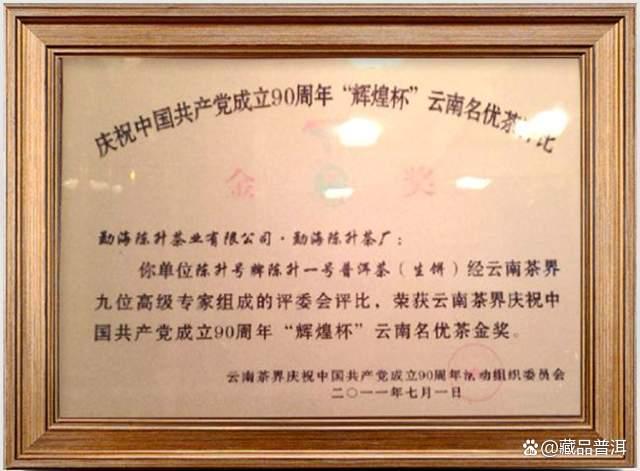 庆祝中国共产党成立90周年“辉煌杯”云南名优茶评比
金奖
勐海陈升茶业有限公司·勐海陈升茶厂：
你单位陈升号牌陈升一号普洱茶（生饼）经云南茶界
九位高级专家组成的评委会评比，荣获云南茶界庆祝中
国共产党成立90周年“辉煌杯”云南名优茶金奖。
云南茶界庆祝中国共产党成立90周年活动组织委员会
二〇一一年七月一日
@藏品普洱